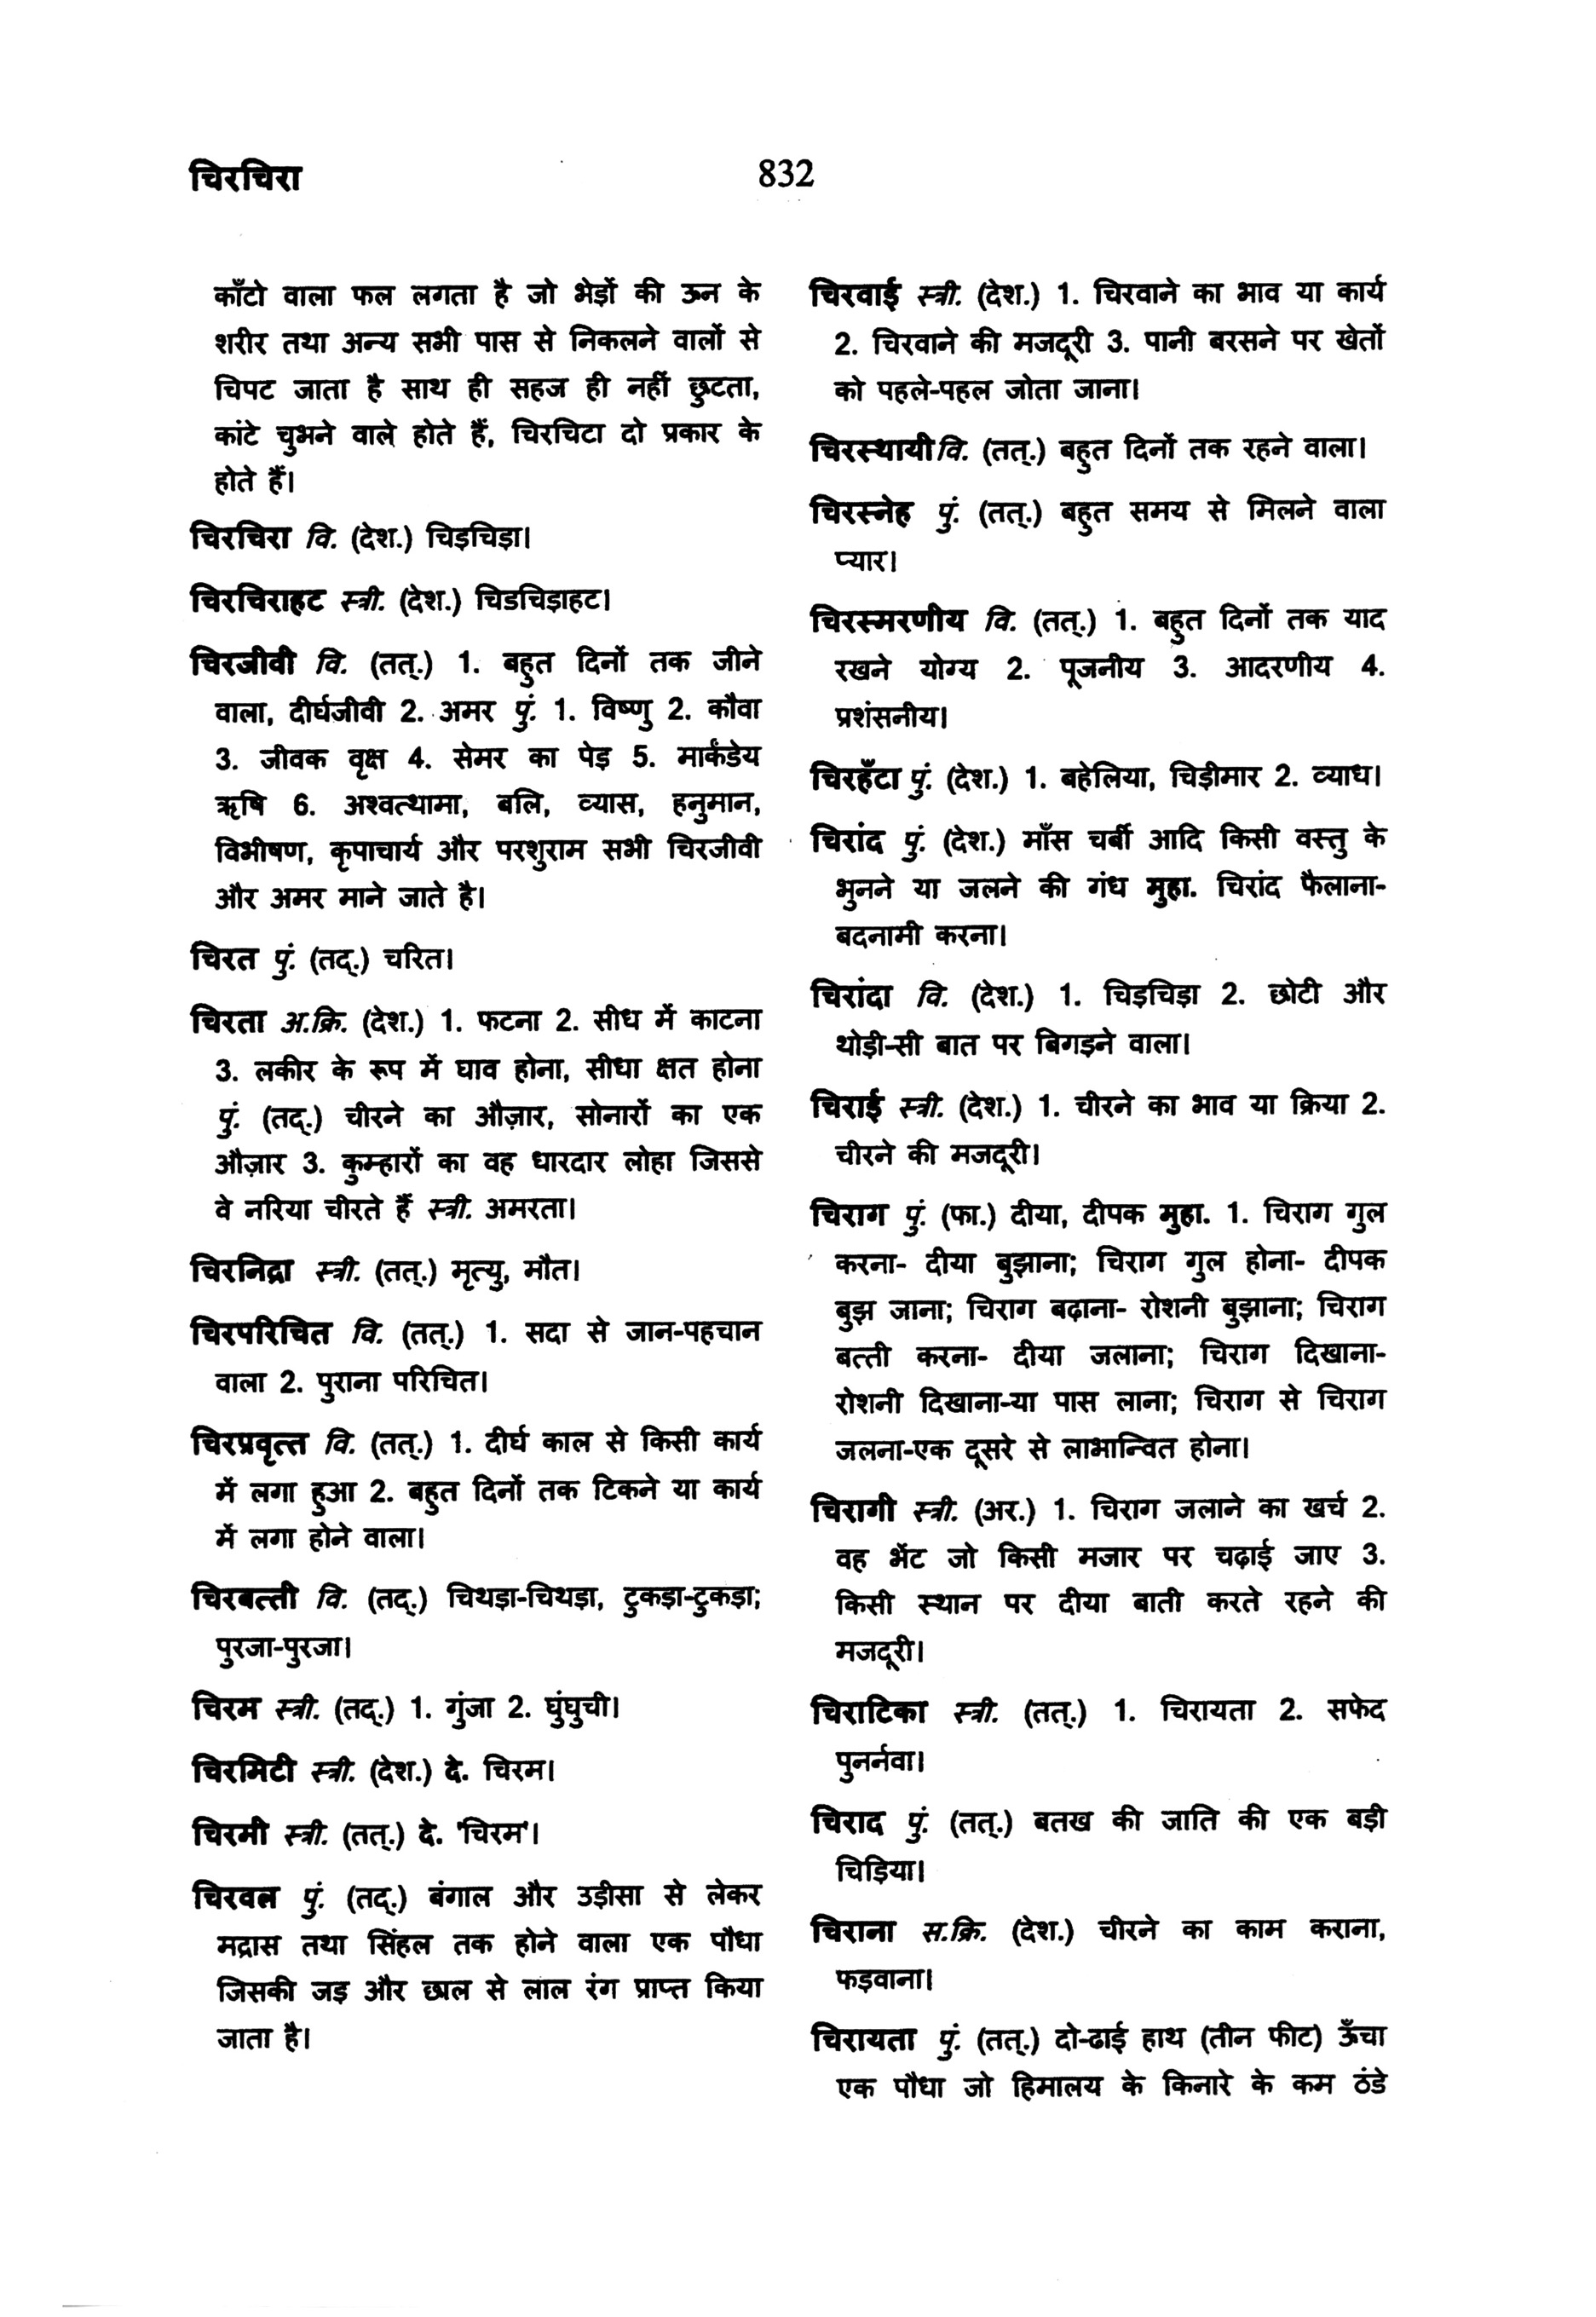 चिरचिरा
832
काँटो वाला फल लगता है जो भेड़ों की ऊन के
शरीर तथा अन्य सभी पास से निकलने वालों से
चिपट जाता है साथ ही सहज ही नहीं छुटता,
कांटे चुभने वाले होते हैं, चिरचिटा दो प्रकार के
होते हैं।
चिरचिरा वि. (देश.) चिड़चिड़ा।
चिरचिराहट स्त्री. (देश.) चिडचिड़ाहट।
चिरजीवी वि. (तत्.) 1. बहुत दिनों तक जीने
वाला, दीर्घजीवी 2. अमर पुं. 1. विष्णु 2. कौवा
3. जीवक वृक्ष 4. सेमर का पेड़ 5. मार्कंडेय
ऋषि 6. अश्वत्थामा, बलि, व्यास, हनुमान,
विभीषण, कृपाचार्य और परशुराम सभी चिरजीवी
और अमर माने जाते है।
चिरत पुं. (तद्.) चरित।
चिरता अ.क्रि. (देश.) 1. फटना 2. सीध में काटना
3. लकीर के रूप में घाव होना, सीधा क्षत होना
पुं. (तद्.) चीरने का औज़ार, सोनारों का एक
औज़ार 3. कुम्हारों का वह धारदार लोहा जिससे
वे नरिया चीरते हैं स्त्री. अमरता।
चिरनिद्रा स्त्री. (तत्.) मृत्यु, मौत।
चिरपरिचित वि. (तत्.) 1. सदा से जान-पहचान
वाला 2. पुराना परिचित।
चिरप्रवृत्त वि. (तत्.) 1. दीर्घ काल से किसी कार्य
में लगा हुआ 2. बहुत दिनों तक टिकने या कार्य
में लगा होने वाला।
चिरबत्ती वि. (तद्.) चिथड़ा-चिथड़ा, टुकड़ा-टुकड़ा;
पुरजा-पुरजा।
चिरम स्त्री. (तद्.) 1. गुंजा 2. घुंघुची।
चिरमिटी स्त्री. (देश.) दे. चिरम।
चिरमी स्त्री. (तत्.) दे. 'चिरम'।
चिरवल पुं. (तद्.) बंगाल और उड़ीसा से लेकर
मद्रास तथा सिंहल तक होने वाला एक पौधा
जिसकी जड़ और छाल से लाल रंग प्राप्त किया
जाता है।
चिरवाई स्त्री. (देश.) 1. चिरवाने का भाव या कार्य
2. चिरवाने की मजदूरी 3. पानी बरसने पर खेतों
को पहले-पहल जोता जाना।
चिरस्थायी वि. (तत्.) बहुत दिनों तक रहने वाला।
चिरस्नेह पुं. (तत्.) बहुत समय से मिलने वाला
प्यार।
चिरस्मरणीय वि. (तत्.) 1. बहुत दिनों तक याद
रखने योग्य 2. पूजनीय 3. आदरणीय 4.
प्रशंसनीय।
चिरहँटा पुं. (देश.) 1. बहेलिया, चिड़ीमार 2. व्याध।
चिरांद पुं. (देश.) माँस चर्बी आदि किसी वस्तु के
भुनने या जलने की गंध मुहा. चिरांद फैलाना-
बदनामी करना।
चिरांदा वि. (देश.) 1. चिड़चिड़ा 2. छोटी और
थोड़ी-सी बात पर बिगड़ने वाला।
चिराई स्त्री. (देश.) 1. चीरने का भाव या क्रिया 2.
चीरने की मजदूरी।
चिराग पुं. (फा.) दीया, दीपक मुहा. 1. चिराग गुल
करना- दीया बुझाना; चिराग गुल होना- दीपक
बुझ जाना; चिराग बढ़ाना- रोशनी बुझाना; चिराग
बत्ती करना- दीया जलाना; चिराग दिखाना-
रोशनी दिखाना-या पास लाना; चिराग से चिराग
जलना-एक दूसरे से लाभान्वित होना।
चिरागी स्त्री. (अर.) 1. चिराग जलाने का खर्च 2.
वह भेंट जो किसी मजार पर चढ़ाई जाए 3.
किसी स्थान पर दीया बाती करते रहने की
मजदूरी।
चिराटिका स्त्री. (तत्.) 1. चिरायता 2. सफेद
पुनर्नवा।
चिराद पुं. (तत्.) बतख की जाति की एक बड़ी
चिड़िया।
चिराना स.क्रि. (देश.) चीरने का काम कराना,
फड़वाना।
चिरायता पुं. (तत्.) दो-ढाई हाथ (तीन फीट) ऊँचा
एक पौधा जो हिमालय के किनारे के कम ठंडे